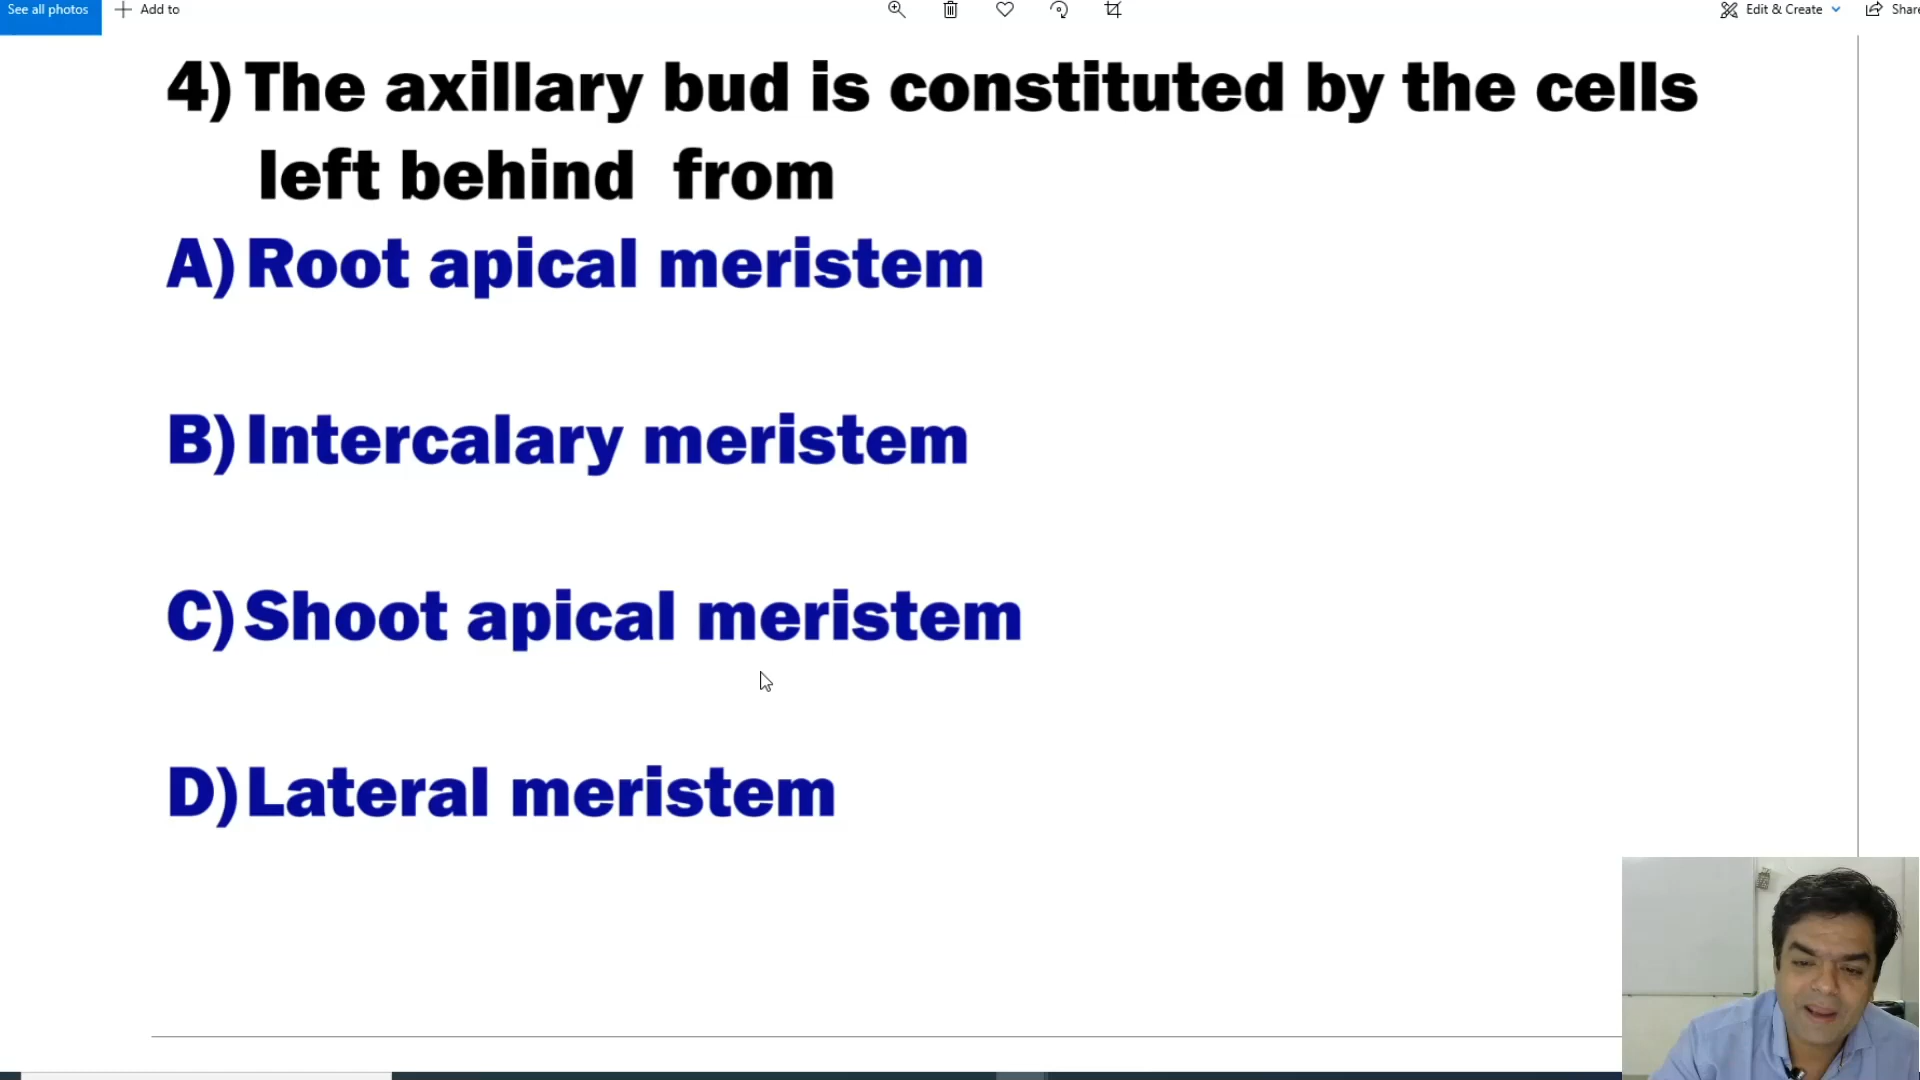 See all photos
Add to
Edit & Create
Share
4) The axillary bud is constituted by the cells
left behind from
A) Root apical meristem
B) Intercalary meristem
C) Shoot apical meristem
D) Lateral meristem